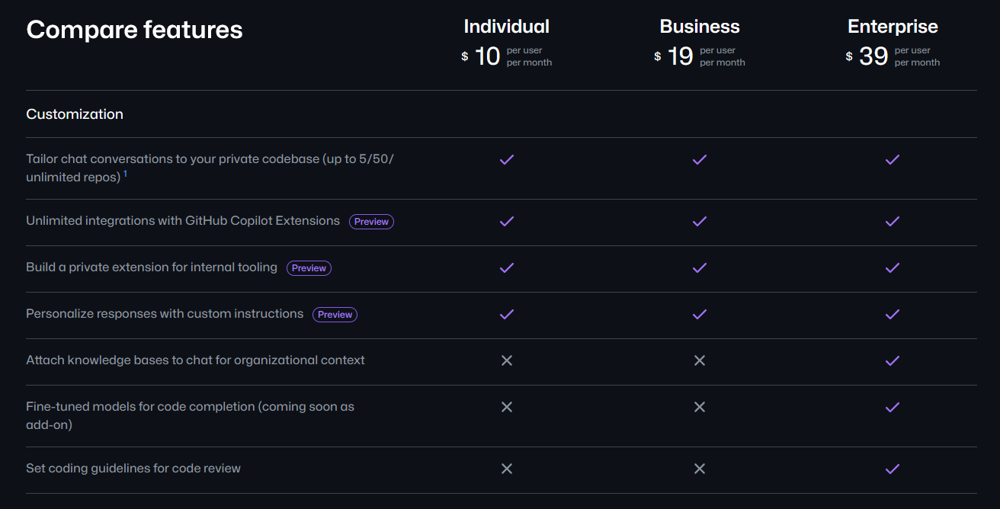 Compare features
Individual
$ 10 per user
per month
Business
$ 19 per user
per month
Enterprise
$ 39 per user
per month
Customization
Tailor chat conversations to your private codebase (up to 5/50/
unlimited repos) 1
Unlimited integrations with GitHub Copilot Extensions Preview
Build a private extension for internal tooling Preview
Personalize responses with custom instructions Preview
Attach knowledge bases to chat for organizational context
Fine-tuned models for code completion (coming soon as
add-on)
Set coding guidelines for code review